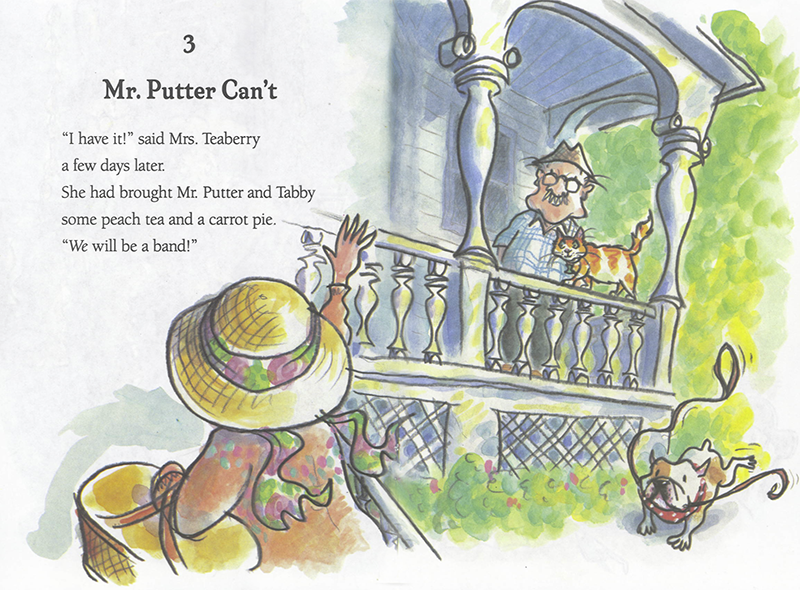 3
Mr. Putter Can’t
“I have it!” said Mrs. Teaberry
a few days later.
She had brought Mr. Putter and Tabby
some peach tea and a carrot pie.
“We will be a band!”